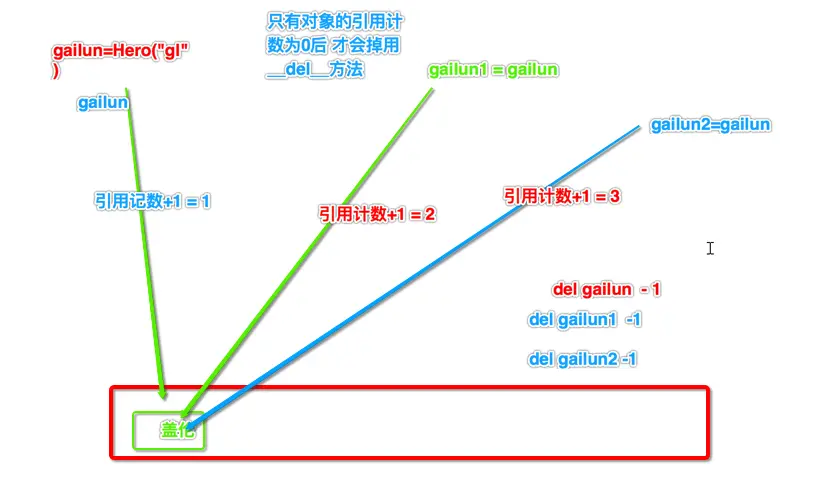 只有对象的引用计
数为0后 才会掉用
__del__方法
gailun=Hero("gl"
)
gailun
gailun1 = gailun
gailun2=gailun
引用记数+1 = 1
引用计数+1 = 2
引用计数+1 = 3
del gailun - 1
del gailun1 -1
del gailun2 -1
盖伦